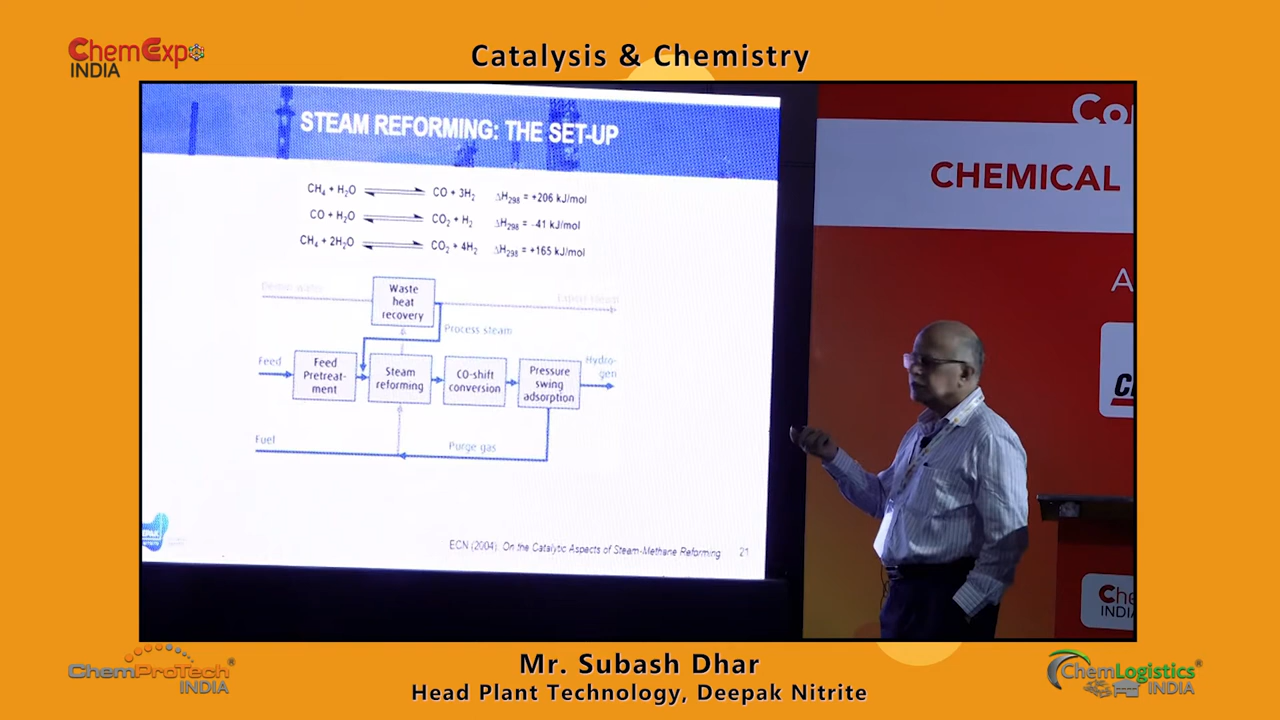 ChemExpo
INDIA
Catalysis & Chemistry
STEAM REFORMING: THE SET-UP
CH₄ + H₂O ⇌ CO + 3H₂ ΔH₂₉₈ = +206 kJ/mol
CO + H₂O ⇌ CO₂ + H₂ ΔH₂₉₈ = -41 kJ/mol
CH₄ + 2H₂O ⇌ CO₂ + 4H₂ ΔH₂₉₈ = +165 kJ/mol
Waste
heat
recovery
Process steam
Feed
Feed
Pretreat-
ment
Steam
reforming
CO-shift
conversion
Pressure
swing
adsorption
Hydro-
gen
Fuel
Purge gas
ECN (2004) On the Catalytic Aspects of Steam-Methane Reforming
21
Co
CHEMICAL
A
C
Che
INDIA
ChemProTech®
INDIA
Mr. Subash Dhar
Head Plant Technology, Deepak Nitrite
ChemLogistics®
INDIA